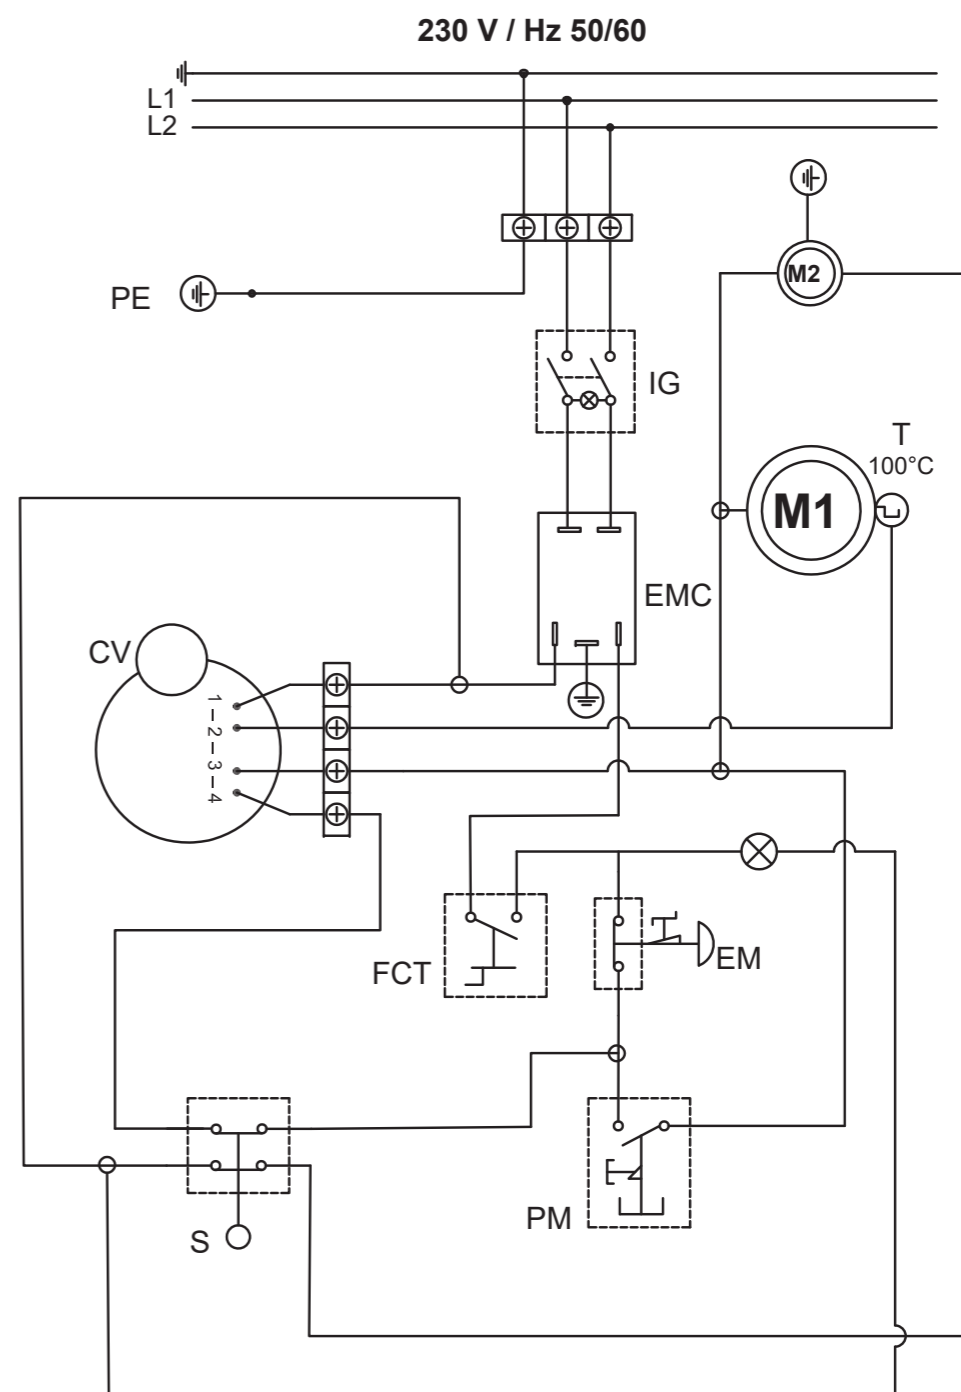 230 V / Hz 50/60
L1
L2
PE
M2
IG
T
100°C
M1
EMC
CV
1 – 2 – 3 – 4
FCT
EM
PM
S